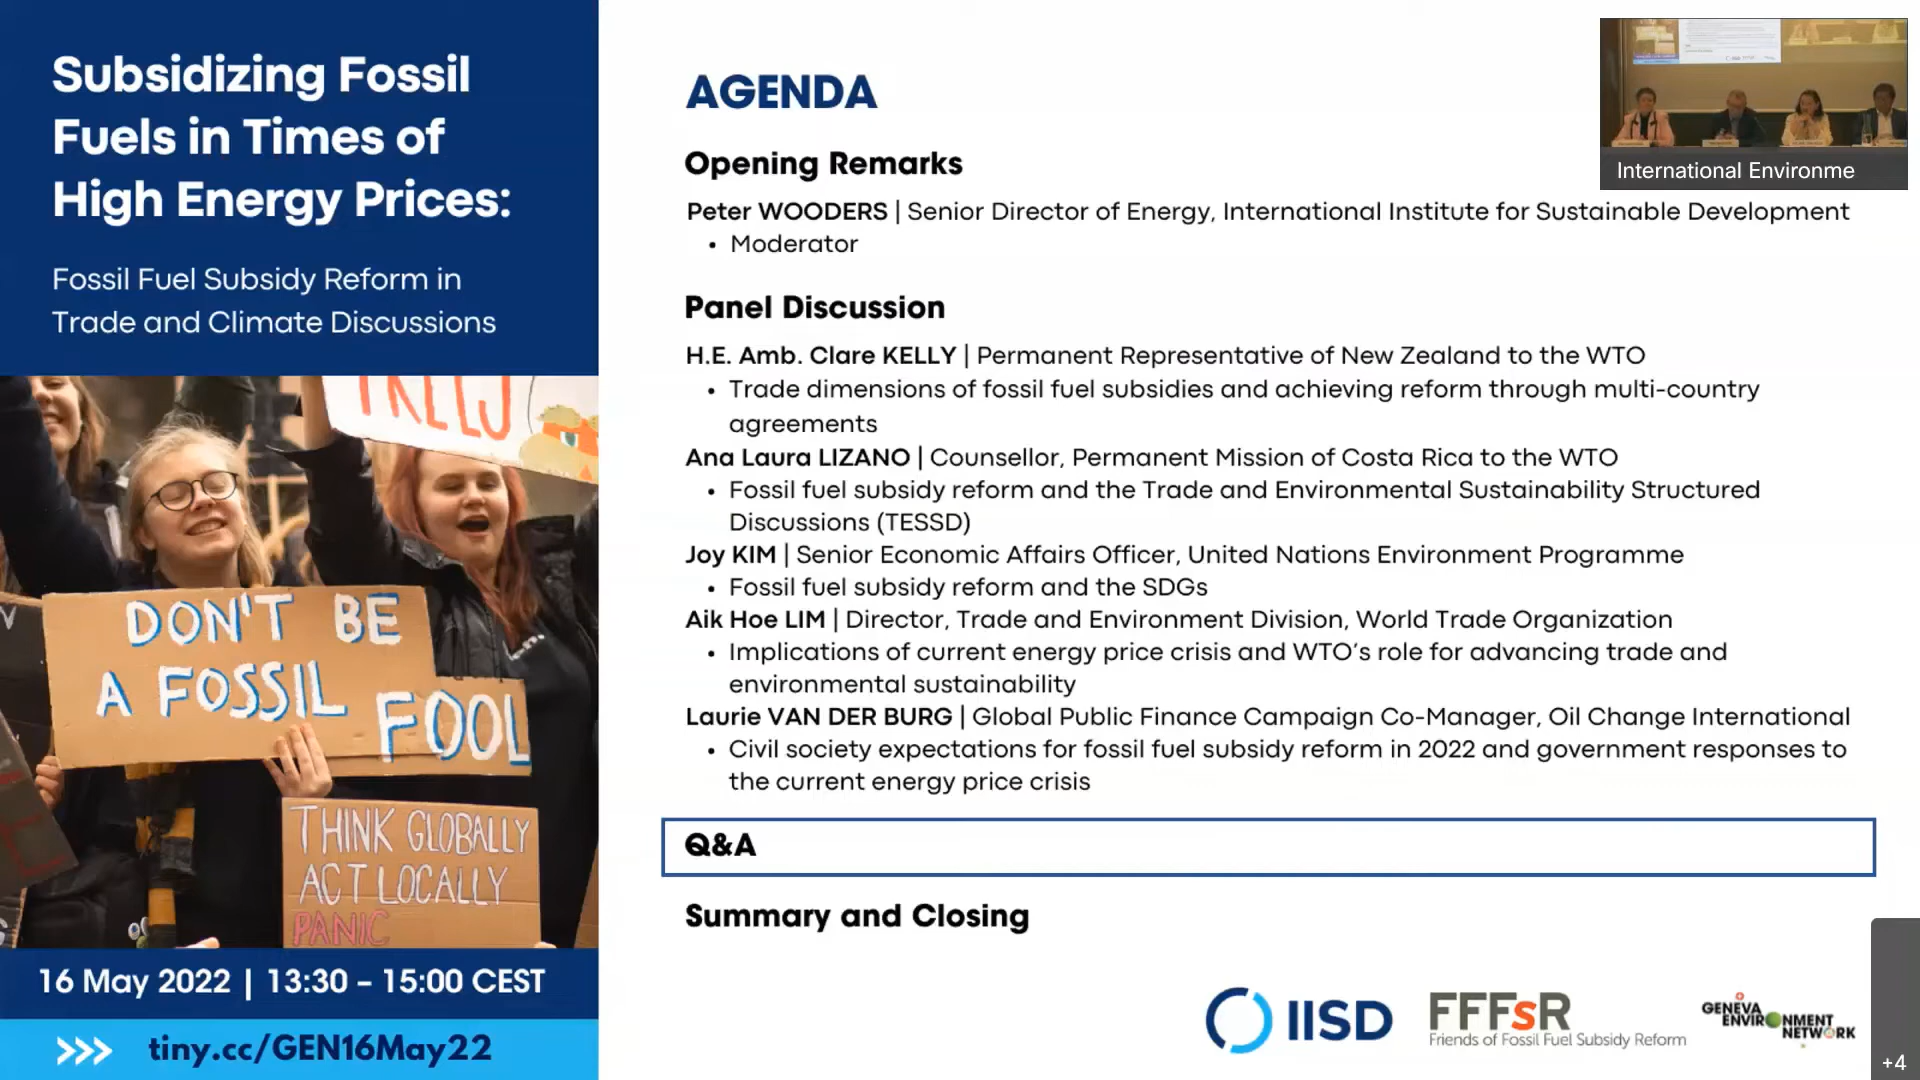 Subsidizing Fossil
Fuels in Times of
High Energy Prices:
Fossil Fuel Subsidy Reform in
Trade and Climate Discussions
DON'T BE
A FOSSIL FOOL
THINK GLOBALLY
ACT LOCALLY
PANIC
16 May 2022 | 13:30 – 15:00 CEST
>>> tiny.cc/GEN16May22
AGENDA
Opening Remarks
Peter WOODERS | Senior Director of Energy, International Institute for Sustainable Development
• Moderator
Panel Discussion
H.E. Amb. Clare KELLY | Permanent Representative of New Zealand to the WTO
• Trade dimensions of fossil fuel subsidies and achieving reform through multi-country
agreements
Ana Laura LIZANO | Counsellor, Permanent Mission of Costa Rica to the WTO
• Fossil fuel subsidy reform and the Trade and Environmental Sustainability Structured
Discussions (TESSD)
Joy KIM | Senior Economic Affairs Officer, United Nations Environment Programme
• Fossil fuel subsidy reform and the SDGs
Aik Hoe LIM | Director, Trade and Environment Division, World Trade Organization
• Implications of current energy price crisis and WTO's role for advancing trade and
environmental sustainability
Laurie VAN DER BURG | Global Public Finance Campaign Co-Manager, Oil Change International
• Civil society expectations for fossil fuel subsidy reform in 2022 and government responses to
the current energy price crisis
Q&A
Summary and Closing
IISD
FFFsR
Friends of Fossil Fuel Subsidy Reform
GENEVA
ENVIRONMENT
NETWORK
International Environme
+4